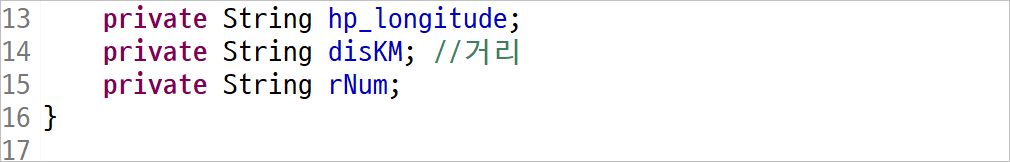 13    private String hp_longitude;
14    private String disKM; //거리
15    private String rNum;
16 }
17